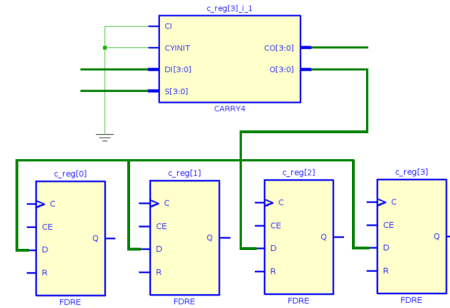 c_reg[3]_i_1
CI
CYINIT CO[3:0]
DI[3:0] O[3:0]
S[3:0]
CARRY4
c_reg[0] c_reg[1] c_reg[2] c_reg[3]
C C C C
CE CE CE CE
Q Q Q Q
D D D D
R R R R
FDRE FDRE FDRE FDRE